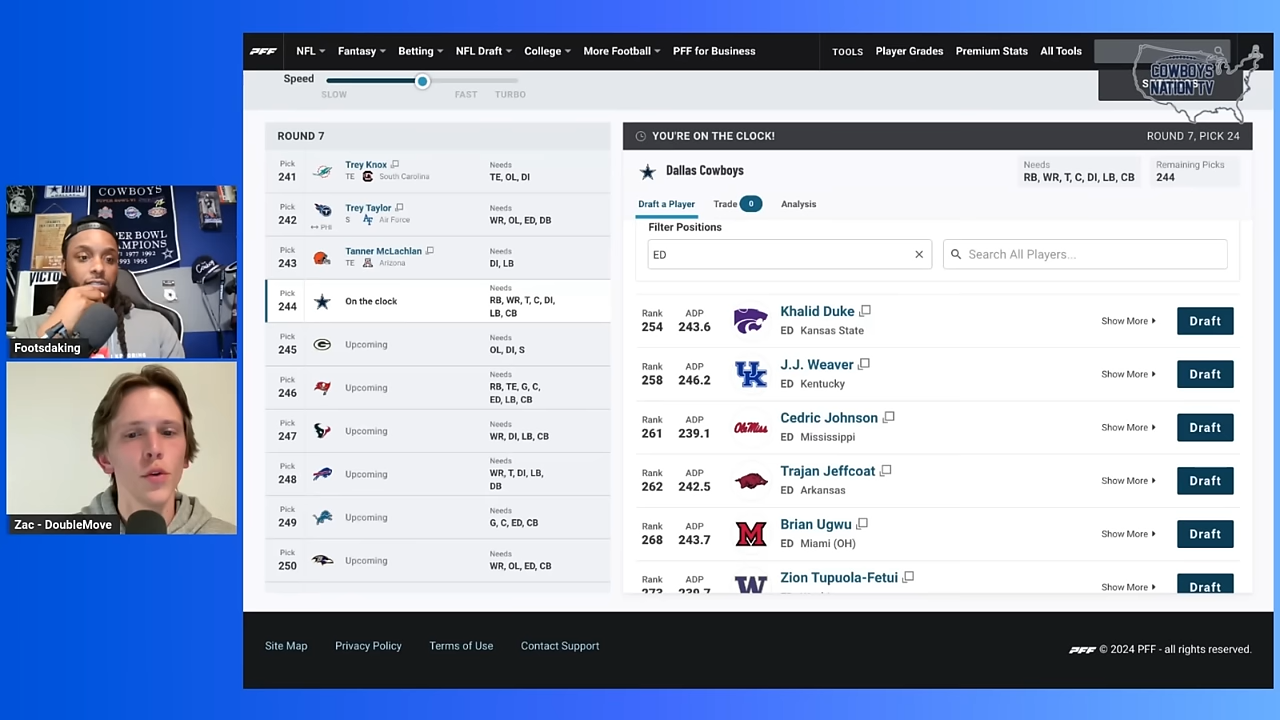 PFF
NFL
Fantasy
Betting
NFL Draft
College
More Football
PFF for Business
TOOLS
Player Grades
Premium Stats
All Tools
COWBOYS
NATION TV
Speed
SLOW
FAST
TURBO
ROUND 7
Pick
241
Trey Knox
TE South Carolina
Needs
TE, OL, DI
Pick
242
↔ PHI
Trey Taylor
S Air Force
Needs
WR, OL, ED, DB
Pick
243
Tanner McLachlan
TE Arizona
Needs
DI, LB
Pick
244
On the clock
Needs
RB, WR, T, C, DI,
LB, CB
Pick
245
Upcoming
Needs
OL, DI, S
Pick
246
Upcoming
Needs
RB, TE, G, C,
ED, LB, CB
Pick
247
Upcoming
Needs
WR, DI, LB, CB
Pick
248
Upcoming
Needs
WR, T, DI, LB,
DB
Pick
249
Upcoming
Needs
G, C, ED, CB
Pick
250
Upcoming
Needs
WR, OL, ED, CB
YOU'RE ON THE CLOCK!
ROUND 7, PICK 24
Dallas Cowboys
Needs
RB, WR, T, C, DI, LB, CB
Remaining Picks
244
Draft a Player
Trade 0
Analysis
Filter Positions
ED
Search All Players...
Rank
254
ADP
243.6
Khalid Duke
ED Kansas State
Show More
Draft
Rank
258
ADP
246.2
J.J. Weaver
ED Kentucky
Show More
Draft
Rank
261
ADP
239.1
Ole Miss
Cedric Johnson
ED Mississippi
Show More
Draft
Rank
262
ADP
242.5
Trajan Jeffcoat
ED Arkansas
Show More
Draft
Rank
268
ADP
243.7
Brian Ugwu
ED Miami (OH)
Show More
Draft
Rank
ADP
Zion Tupuola-Fetui
Show More
Draft
COWBOYS
Footsdaking
Zac - DoubleMove
Site Map
Privacy Policy
Terms of Use
Contact Support
PFF © 2024 PFF - all rights reserved.